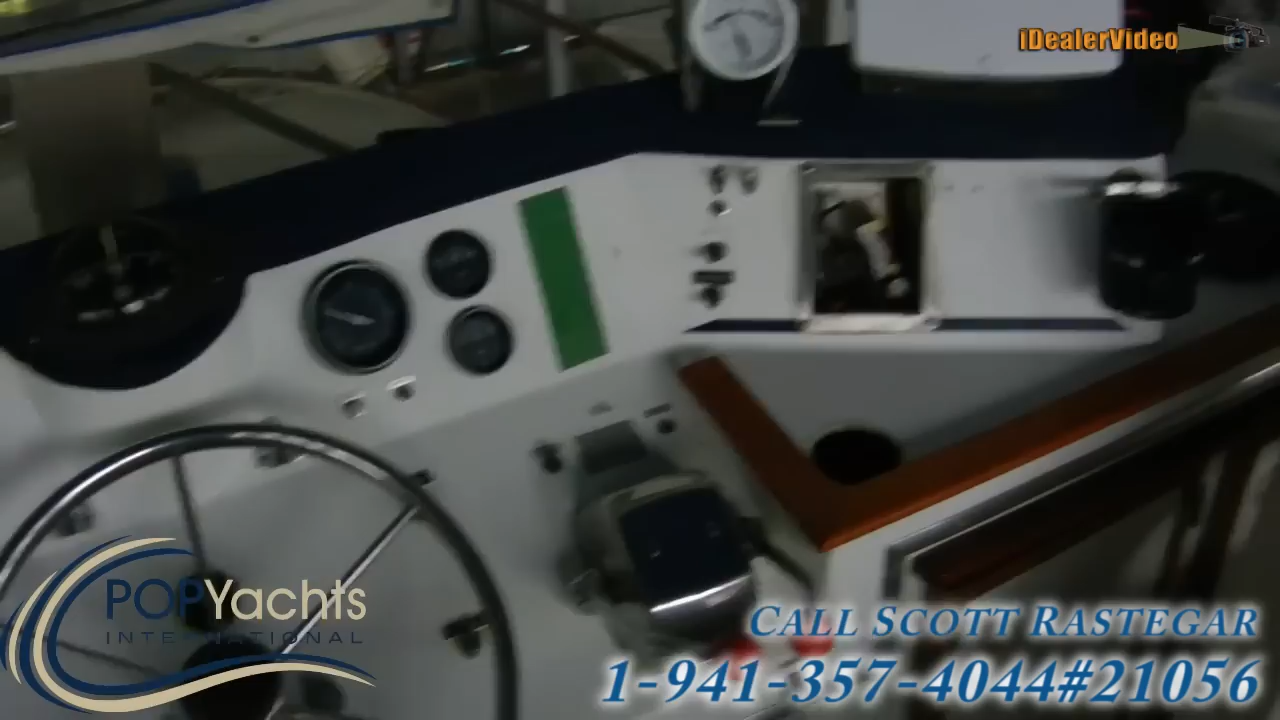 iDealerVideo
POPYachts
INTERNATIONAL
CALL SCOTT RASTEGAR
1-941-357-4044#21056